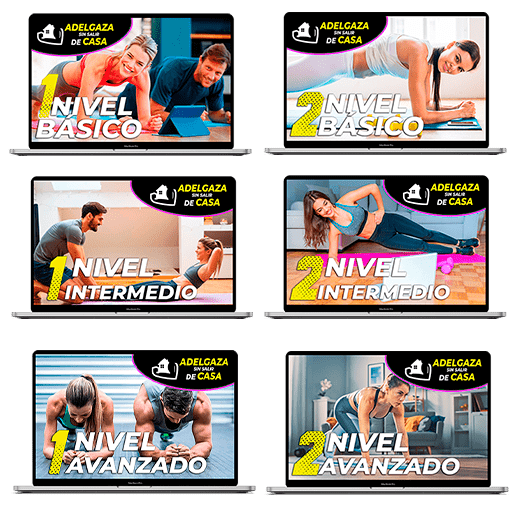 ADELGAZA
SIN SALIR
DE CASA
1 NIVEL
BÁSICO
ADELGAZA
SIN SALIR
DE CASA
2 NIVEL
BÁSICO
ADELGAZA
SIN SALIR
DE CASA
1 NIVEL
INTERMEDIO
ADELGAZA
SIN SALIR
DE CASA
2 NIVEL
INTERMEDIO
ADELGAZA
SIN SALIR
DE CASA
1 NIVEL
AVANZADO
ADELGAZA
SIN SALIR
DE CASA
2 NIVEL
AVANZADO